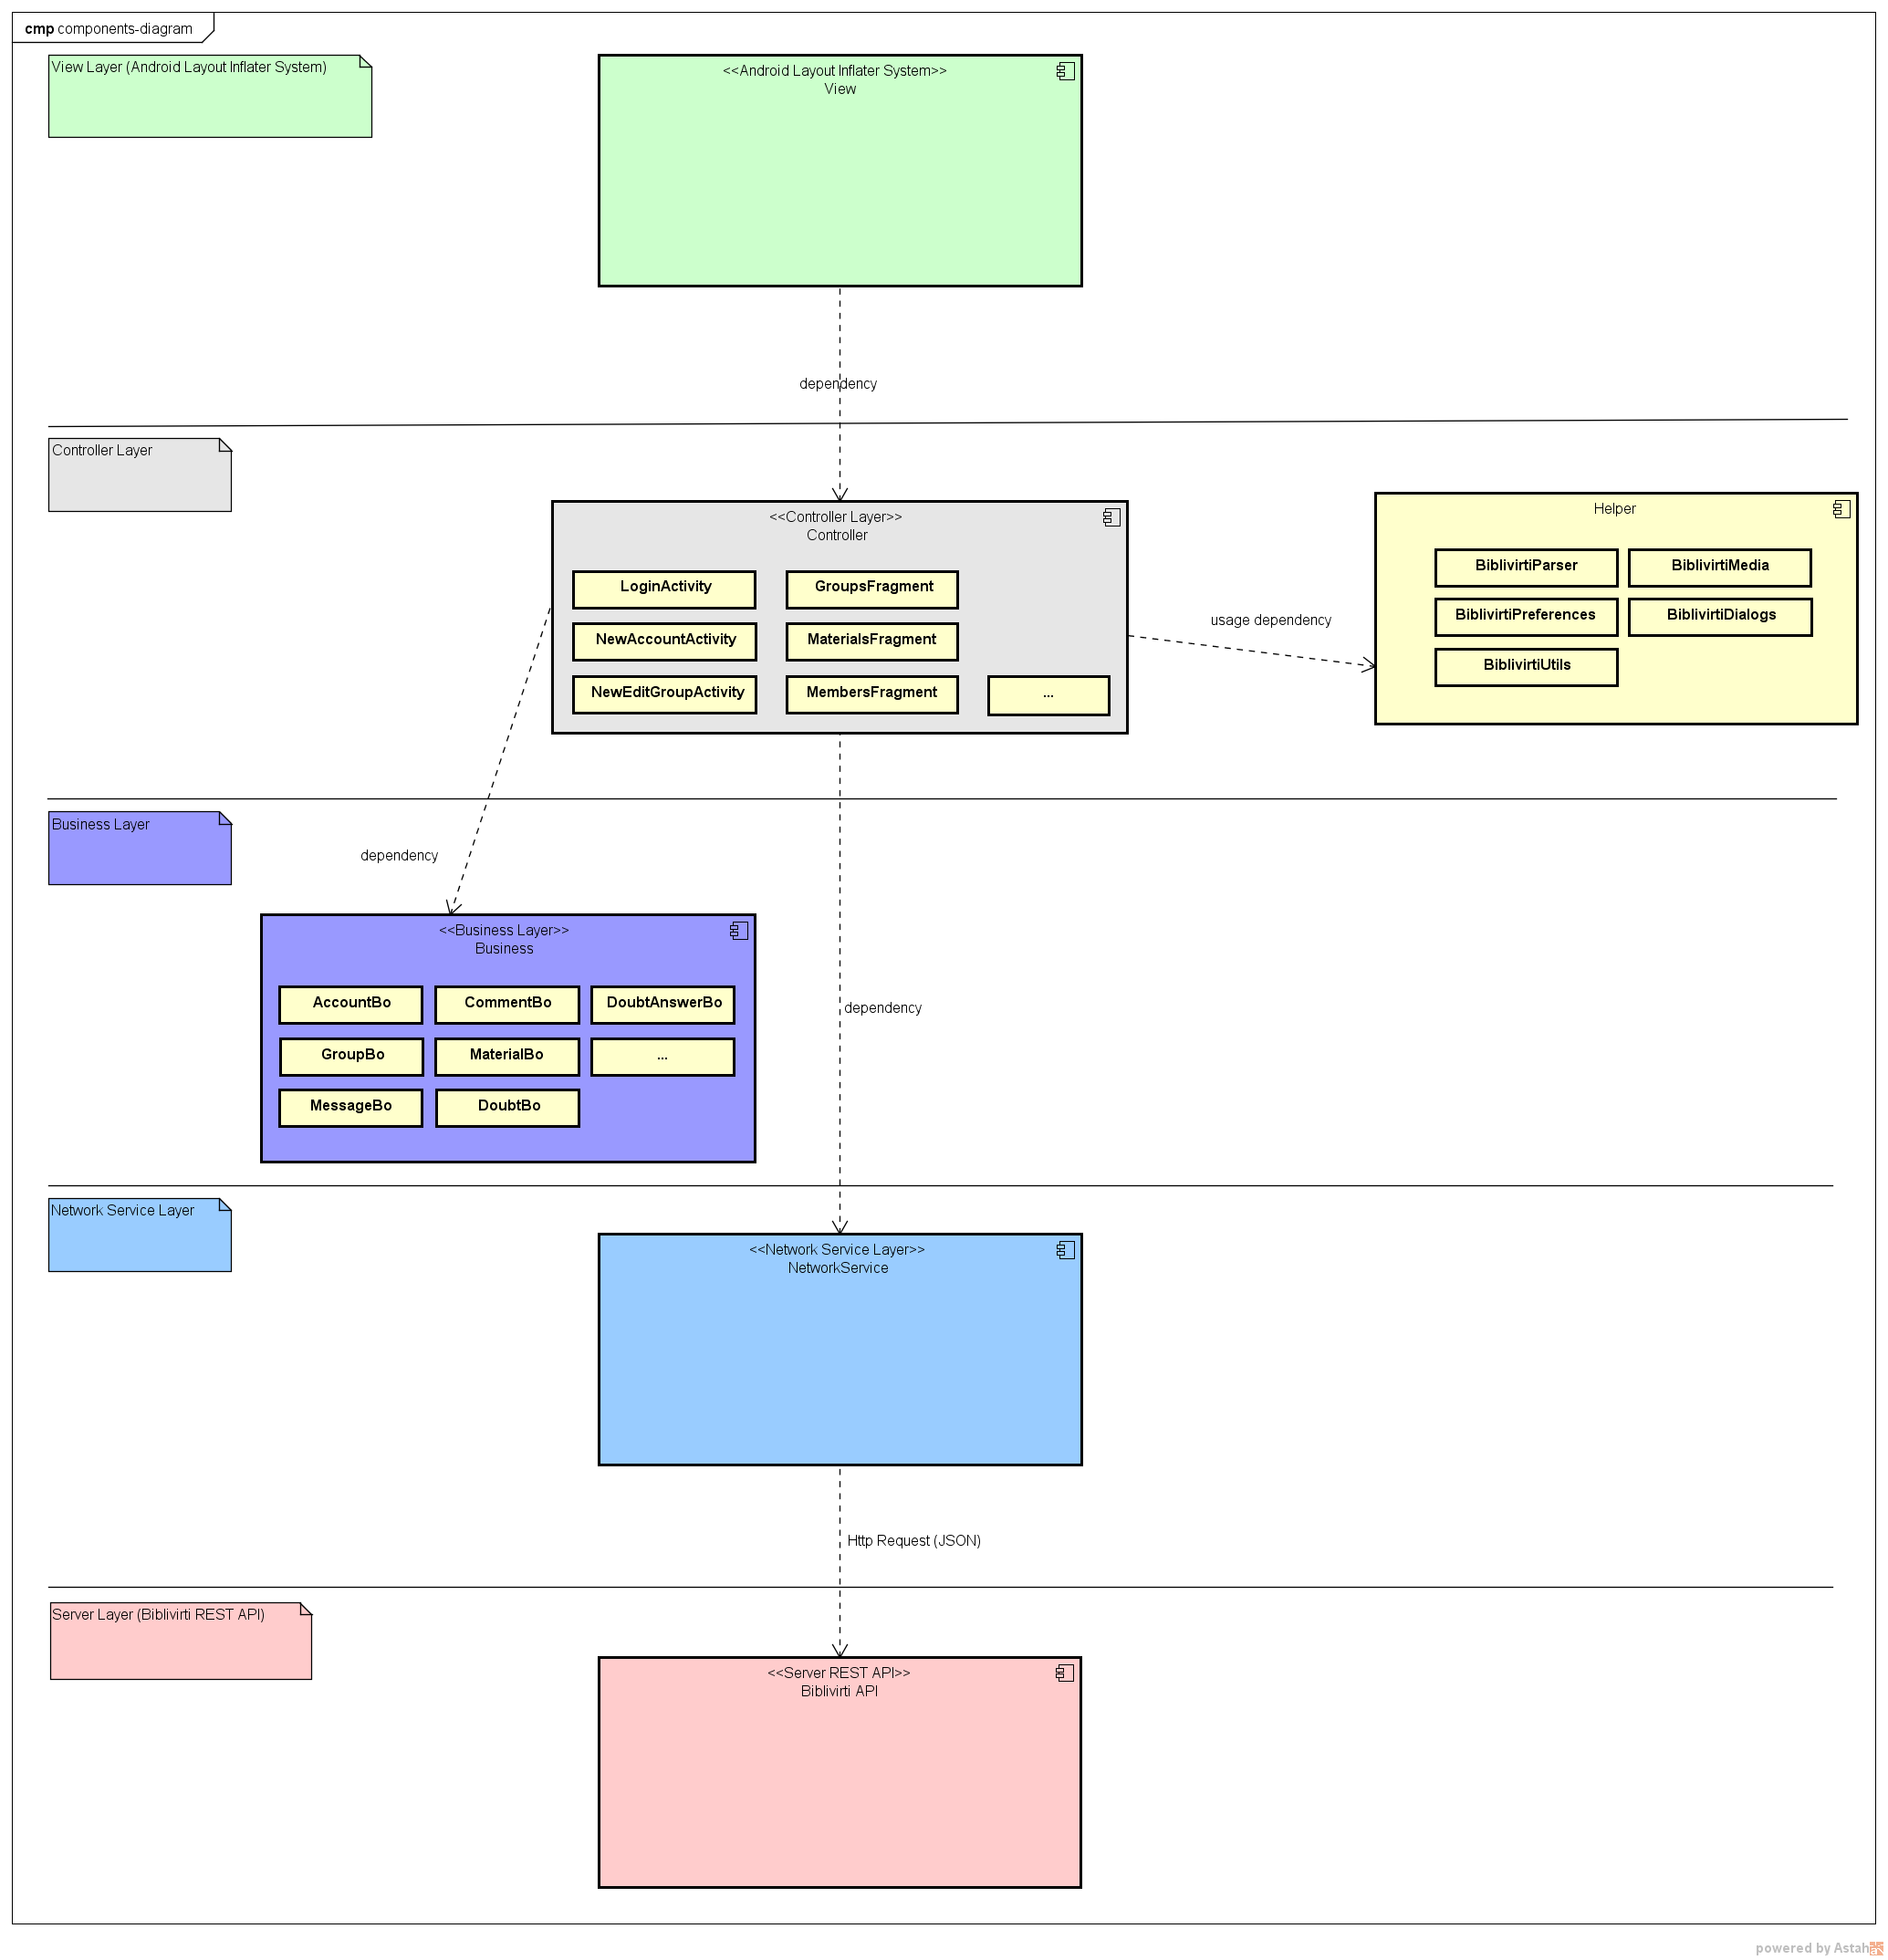 cmp components-diagram
View Layer (Android Layout Inflater System)
<<Android Layout Inflater System>>
View
dependency
Controller Layer
<<Controller Layer>>
Controller
LoginActivity
GroupsFragment
NewAccountActivity
MaterialsFragment
NewEditGroupActivity
MembersFragment
...
usage dependency
Helper
BiblivirtiParser
BiblivirtiMedia
BiblivirtiPreferences
BiblivirtiDialogs
BiblivirtiUtils
Business Layer
dependency
<<Business Layer>>
Business
AccountBo
CommentBo
DoubtAnswerBo
GroupBo
MaterialBo
...
MessageBo
DoubtBo
dependency
Network Service Layer
<<Network Service Layer>>
NetworkService
Http Request (JSON)
Server Layer (Biblivirti REST API)
<<Server REST API>>
Biblivirti API
powered by Astah